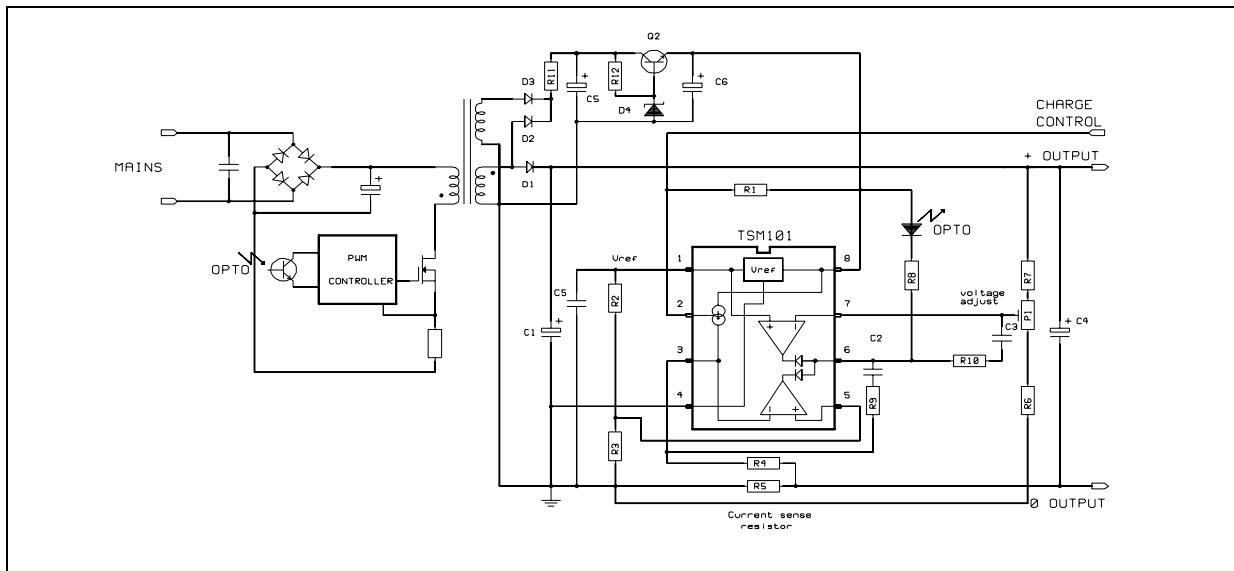 Q2
R11
+
C5
R12
+
C6
D3
D4
D2
CHARGE
CONTROL
MAINS
+
D1
+ OUTPUT
R1
TSM101
OPTO
OPTO
PWM
CONTROLLER
Vref
1
Vref
8
R8
R7
C5
R2
voltage
adjust
2
7
P1
C1
+
+
-
C2
C3
+
C4
3
6
R10
4
-
+
5
R9
R6
R3
R4
R5
0 OUTPUT
Current sense
resistor